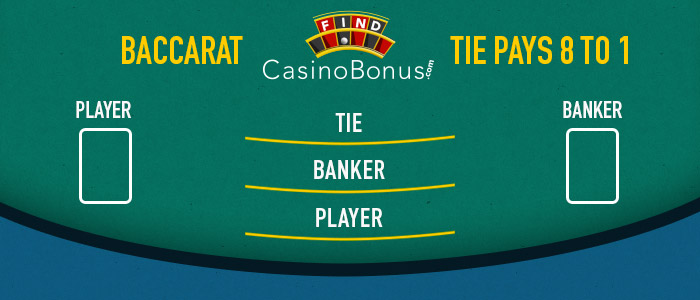 FIND
BACCARAT
CasinoBonus.com
TIE PAYS 8 TO 1
PLAYER
BANKER
TIE
BANKER
PLAYER